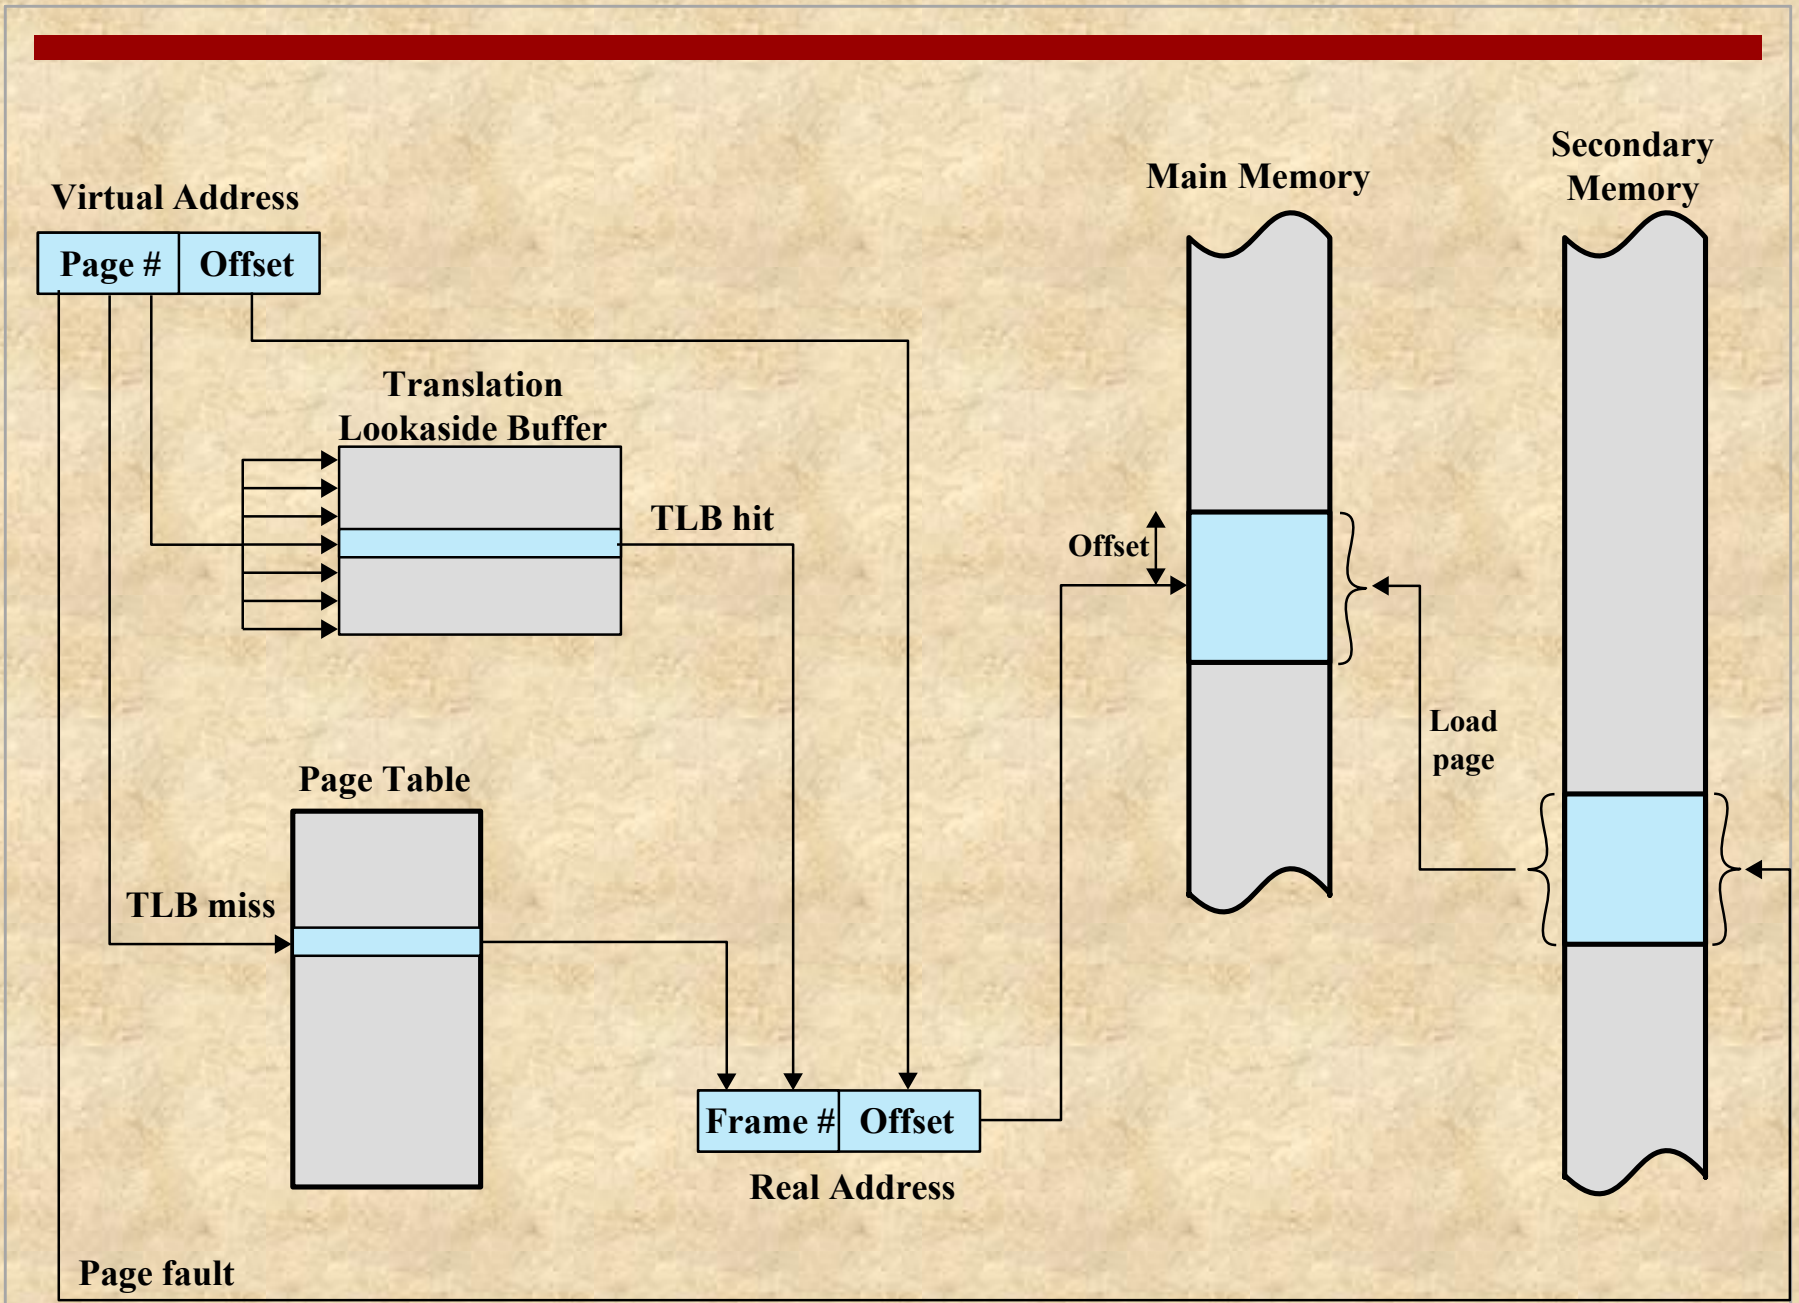 Secondary
Memory
Main Memory
Virtual Address
Page #
Offset
Translation
Lookaside Buffer
TLB hit
Offset
Load
page
Page Table
TLB miss
Frame #
Offset
Real Address
Page fault